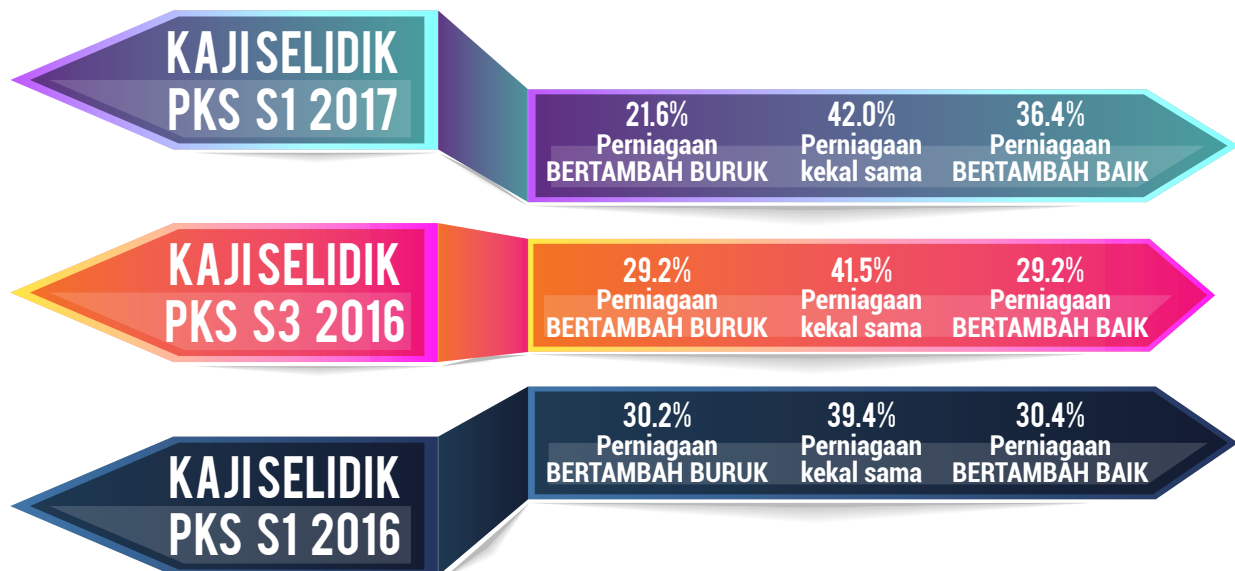 KAJI SELIDIK
PKS S1 2017
21.6%
Perniagaan
BERTAMBAH BURUK
42.0%
Perniagaan
kekal sama
36.4%
Perniagaan
BERTAMBAH BAIK
KAJI SELIDIK
PKS S3 2016
29.2%
Perniagaan
BERTAMBAH BURUK
41.5%
Perniagaan
kekal sama
29.2%
Perniagaan
BERTAMBAH BAIK
KAJI SELIDIK
PKS S1 2016
30.2%
Perniagaan
BERTAMBAH BURUK
39.4%
Perniagaan
kekal sama
30.4%
Perniagaan
BERTAMBAH BAIK